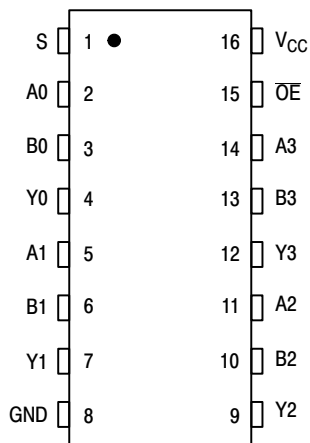 S 1 16 VCC
A0 2 15 OE
B0 3 14 A3
Y0 4 13 B3
A1 5 12 Y3
B1 6 11 A2
Y1 7 10 B2
GND 8 9 Y2